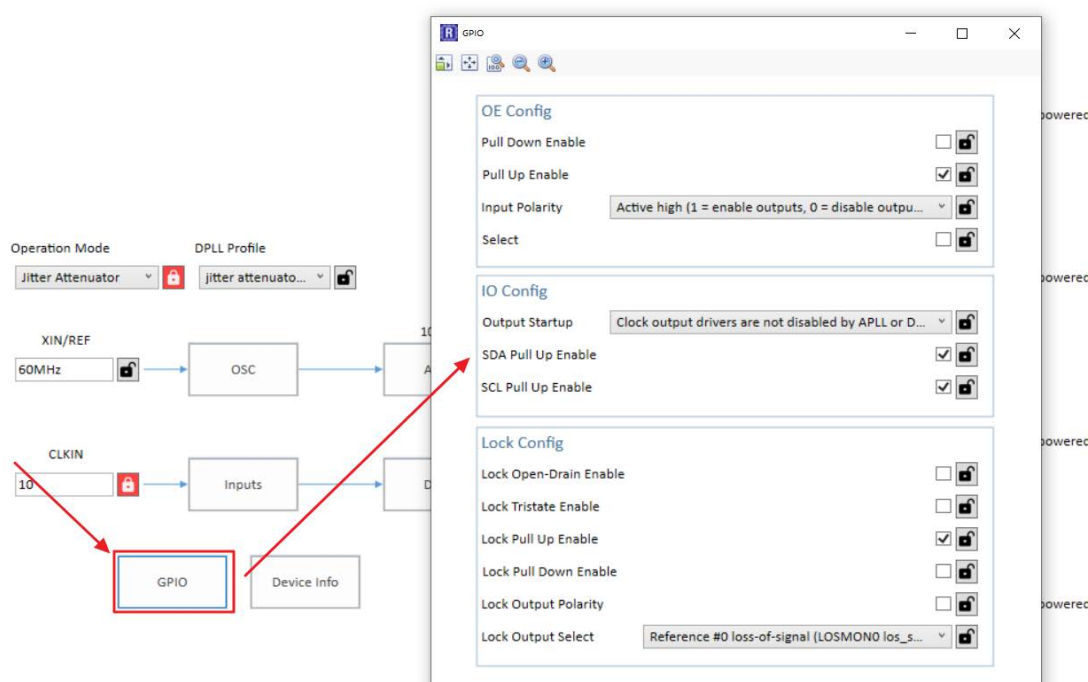 GPIO
OE Config
Pull Down Enable
Pull Up Enable
Input Polarity Active high (1 = enable outputs, 0 = disable outpu...
Select
IO Config
Output Startup Clock output drivers are not disabled by APLL or D...
SDA Pull Up Enable
SCL Pull Up Enable
Lock Config
Lock Open-Drain Enable
Lock Tristate Enable
Lock Pull Up Enable
Lock Pull Down Enable
Lock Output Polarity
Lock Output Select Reference #0 loss-of-signal (LOSMON0 los_s...
Operation Mode DPLL Profile
Jitter Attenuator jitter attenuato...
XIN/REF
60MHz OSC
CLKIN
10 Inputs
GPIO Device Info
powered
powered
powered
powered